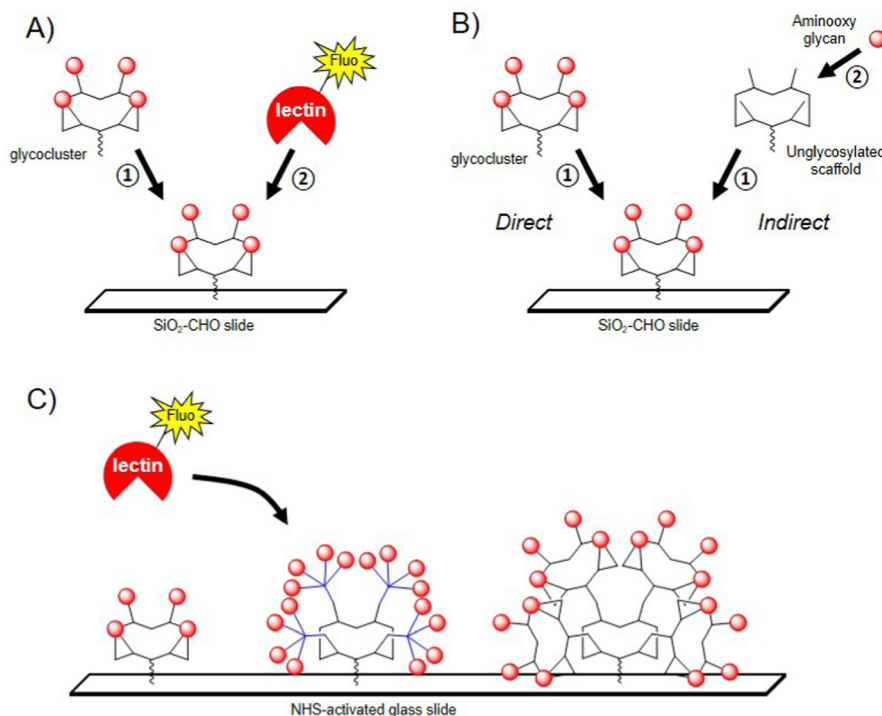 A)
Fluo
lectin
glycocluster
①
②
SiO₂-CHO slide
B)
Aminooxy
glycan
②
glycocluster
Unglycosylated
scaffold
①
①
Direct
Indirect
SiO₂-CHO slide
C)
Fluo
lectin
NHS-activated glass slide